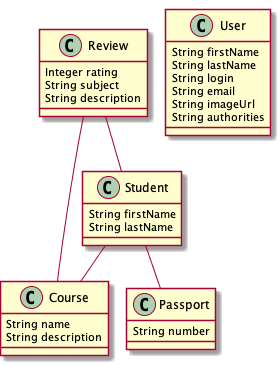 C Review
Integer rating
String subject
String description
C User
String firstName
String lastName
String login
String email
String imageUrl
String authorities
C Student
String firstName
String lastName
C Course
String name
String description
C Passport
String number